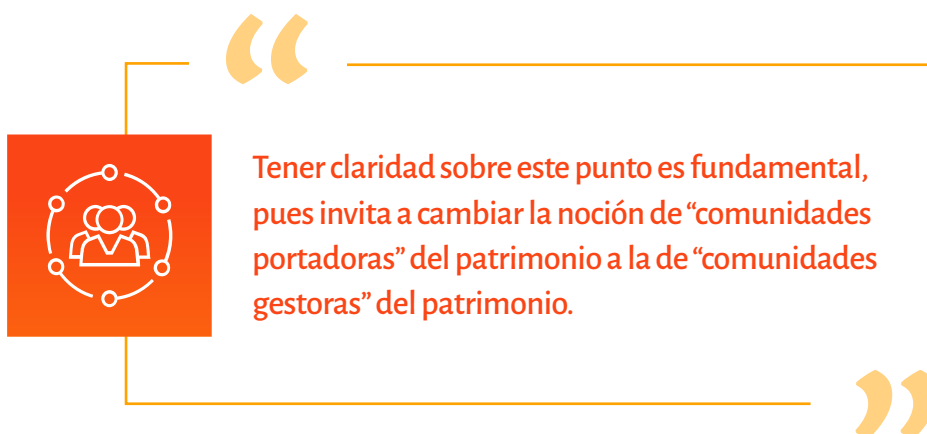 “
Tener claridad sobre este punto es fundamental,
pues invita a cambiar la noción de “comunidades
portadoras” del patrimonio a la de “comunidades
gestoras” del patrimonio.
”